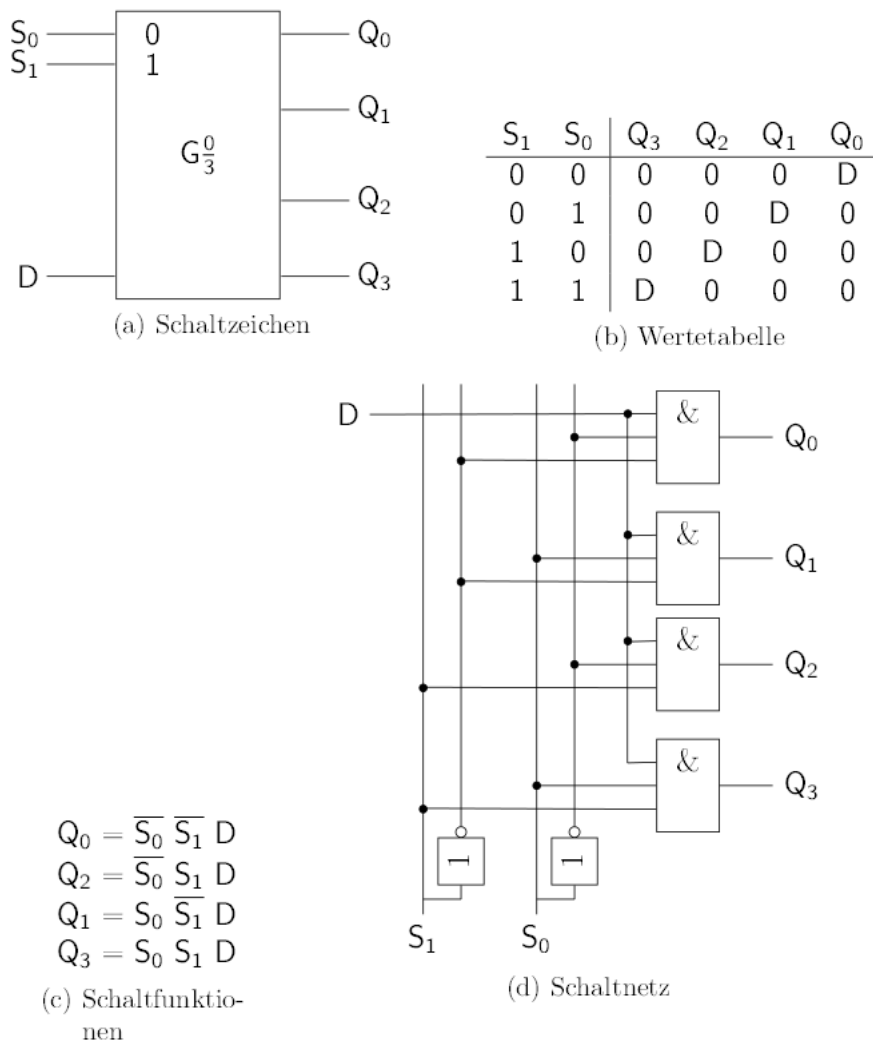 S₀ 0 Q₀
S₁ 1
Q₁
G 0/3
Q₂
D Q₃
(a) Schaltzeichen
S₁ S₀ Q₃ Q₂ Q₁ Q₀
0 0 0 0 0 D
0 1 0 0 D 0
1 0 0 D 0 0
1 1 D 0 0 0
(b) Wertetabelle
D & Q₀
& Q₁
& Q₂
& Q₃
1 1
S₁ S₀
(d) Schaltnetz
Q₀ = S̅₀ S̅₁ D
Q₂ = S̅₀ S₁ D
Q₁ = S₀ S̅₁ D
Q₃ = S₀ S₁ D
(c) Schaltfunktio-
nen